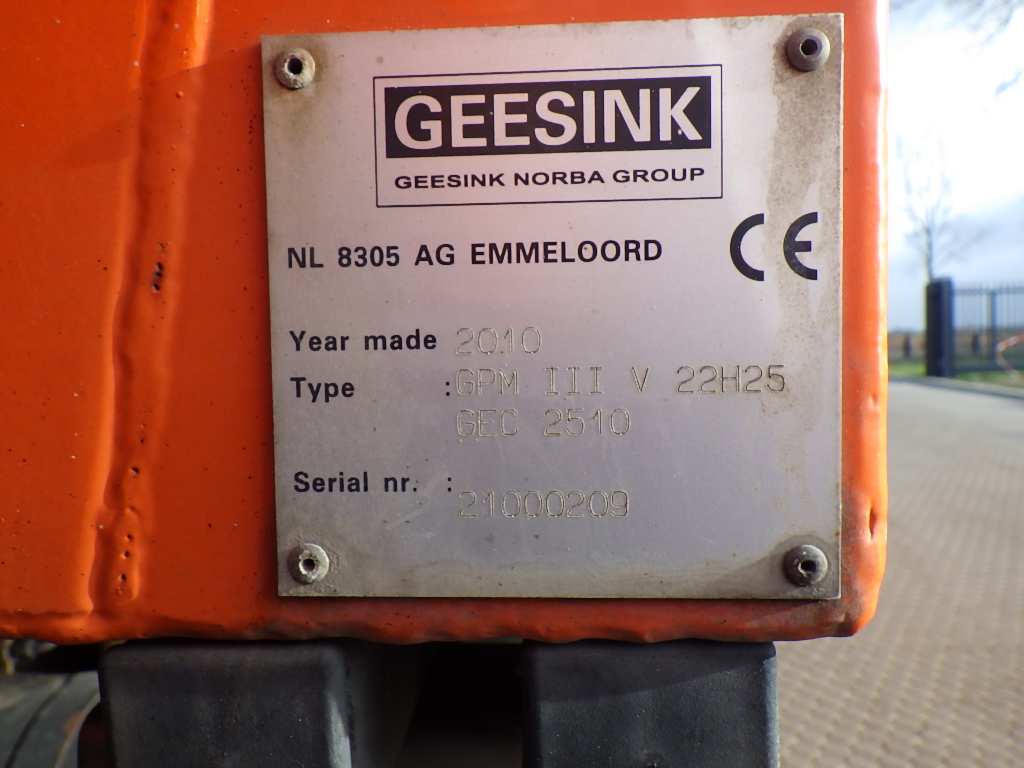 GEESINK
GEESINK NORBA GROUP
NL 8305 AG EMMELOORD CE
Year made 2010
Type :GPM III V 22H25
GEC 2510
Serial nr. : 21000209